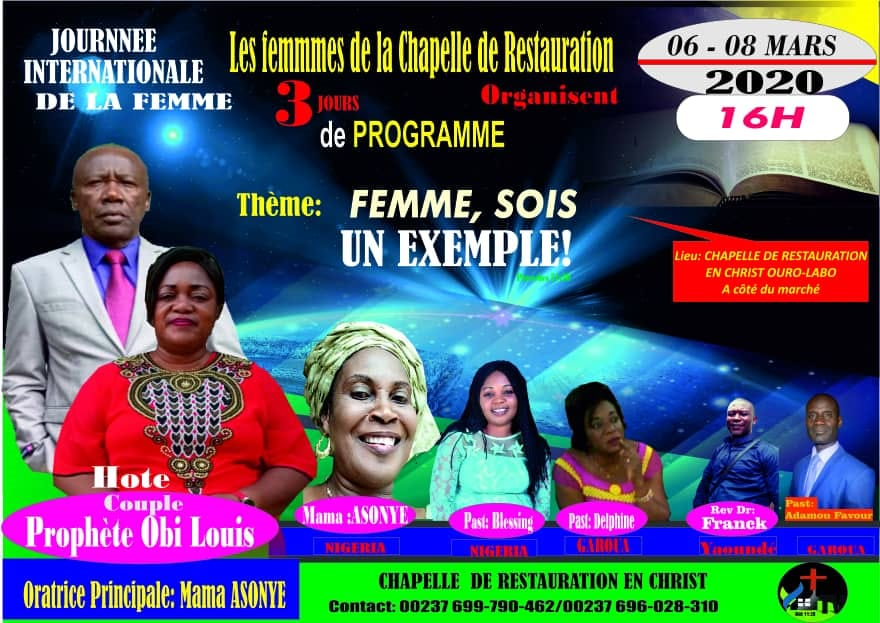 JOURNNEE
INTERNATIONALE
DE LA FEMME
Les femmmes de la Chapelle de Restauration
Organisent
3 JOURS
de PROGRAMME
06 - 08 MARS
2020
16H
Thème: FEMME, SOIS
UN EXEMPLE!
Lieu: CHAPELLE DE RESTAURATION
EN CHRIST OURO-LABO
A côté du marché
Hote
Couple
Prophète Obi Louis
Mama :ASONYE
NIGERIA
Past: Blessing
NIGERIA
Past: Delphine
GAROUA
Rev Dr:
Franck
Yaoundé
Past:
Adamou Favour
GAROUA
Oratrice Principale: Mama ASONYE
CHAPELLE DE RESTAURATION EN CHRIST
Contact: 00237 699-790-462/00237 696-028-310